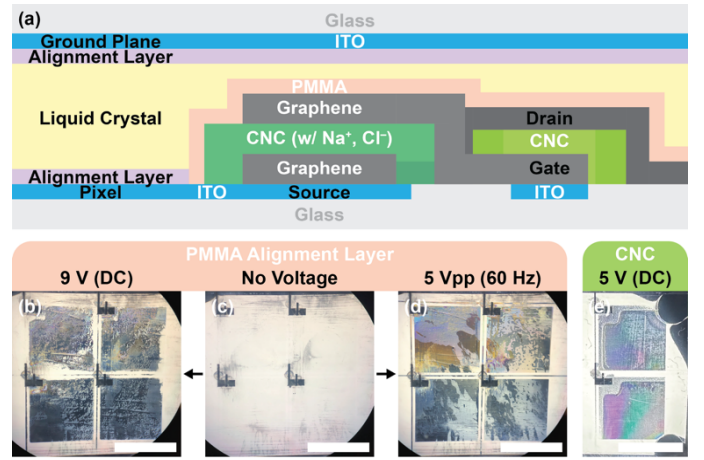 (a)
Glass
Ground Plane ITO
Alignment Layer
PMMA
Graphene
Liquid Crystal
Drain
CNC (w/ Na⁺, Cl⁻)
CNC
Graphene
Gate
Alignment Layer
Pixel ITO Source ITO
Glass
PMMA Alignment Layer
CNC
9 V (DC) No Voltage 5 Vpp (60 Hz)
5 V (DC)
(b) (c) (d) (e)